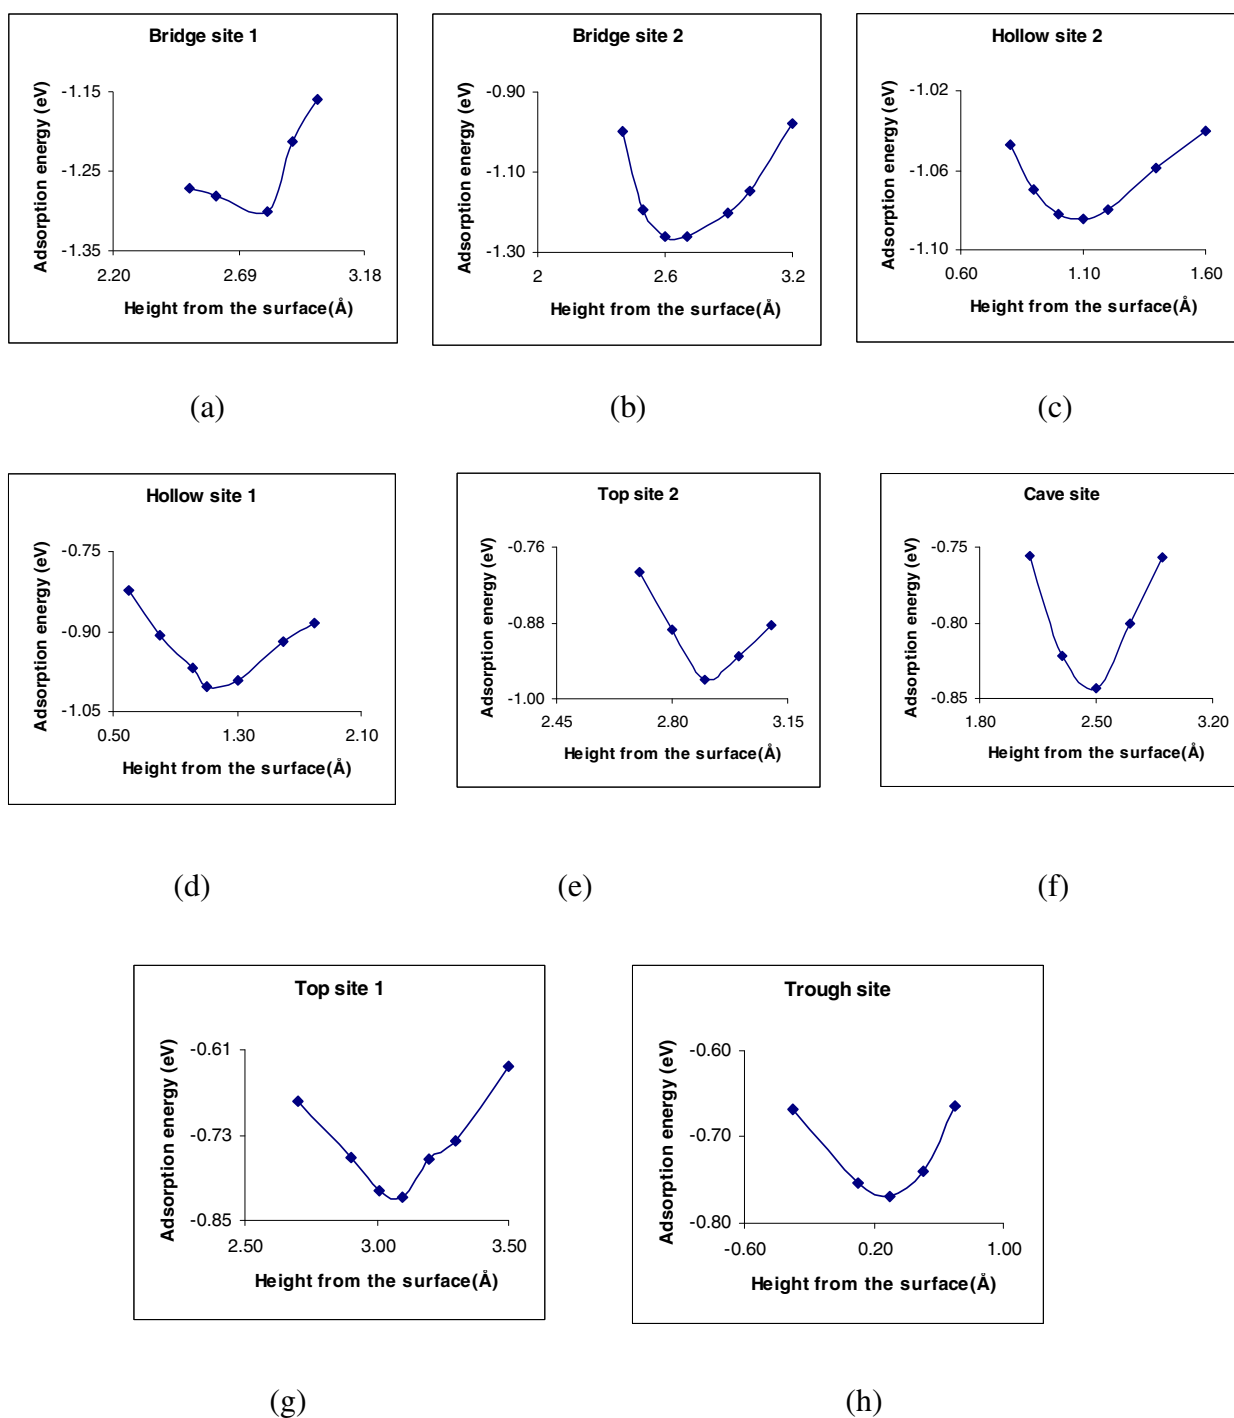 Bridge site 1
Adsorption energy (eV)
-1.15
-1.25
-1.35
2.20
2.69
3.18
Height from the surface(Å)
(a)
Bridge site 2
Adsorption energy (eV)
-0.90
-1.10
-1.30
2
2.6
3.2
Height from the surface(Å)
(b)
Hollow site 2
Adsorption energy (eV)
-1.02
-1.06
-1.10
0.60
1.10
1.60
Height from the surface(Å)
(c)
Hollow site 1
Adsorption energy (eV)
-0.75
-0.90
-1.05
0.50
1.30
2.10
Height from the surface(Å)
(d)
Top site 2
Adsorption energy (eV)
-0.76
-0.88
-1.00
2.45
2.80
3.15
Height from the surface(Å)
(e)
Cave site
Adsorption energy (eV)
-0.75
-0.80
-0.85
1.80
2.50
3.20
Height from the surface(Å)
(f)
Top site 1
Adsorption energy (eV)
-0.61
-0.73
-0.85
2.50
3.00
3.50
Height from the surface(Å)
(g)
Trough site
Adsorption energy (eV)
-0.60
-0.70
-0.80
-0.60
0.20
1.00
Height from the surface(Å)
(h)